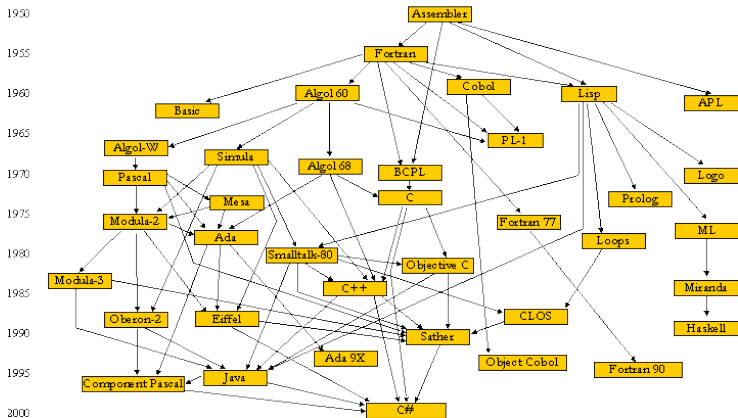 1950
Assembler
1955
Fortran
Cobol
1960
Algol 60
Lisp
Basic
APL
1965
Algol-W
PL-1
Simula
Algol 68
1970
Pascal
BCPL
Logo
Mesa
C
Prolog
1975
Modula-2
Fortran 77
ML
Ada
Loops
1980
Smalltalk-80
Objective C
Modula-3
1985
C++
Miranda
Oberon-2
Eiffel
CLOS
1990
Sather
Haskell
Ada 9X
Object Cobol
1995
Component Pascal
Java
Fortran 90
2000
C#